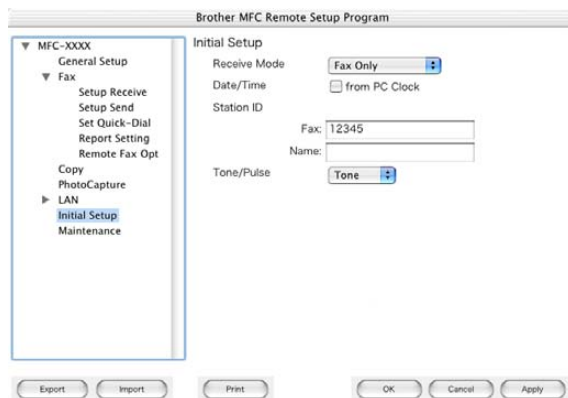 Brother MFC Remote Setup Program
MFC-XXXX
General Setup
Fax
Setup Receive
Setup Send
Set Quick-Dial
Report Setting
Remote Fax Opt
Copy
PhotoCapture
LAN
Initial Setup
Maintenance
Initial Setup
Receive Mode Fax Only
Date/Time from PC Clock
Station ID
Fax: 12345
Name:
Tone/Pulse Tone
Export Import Print OK Cancel Apply